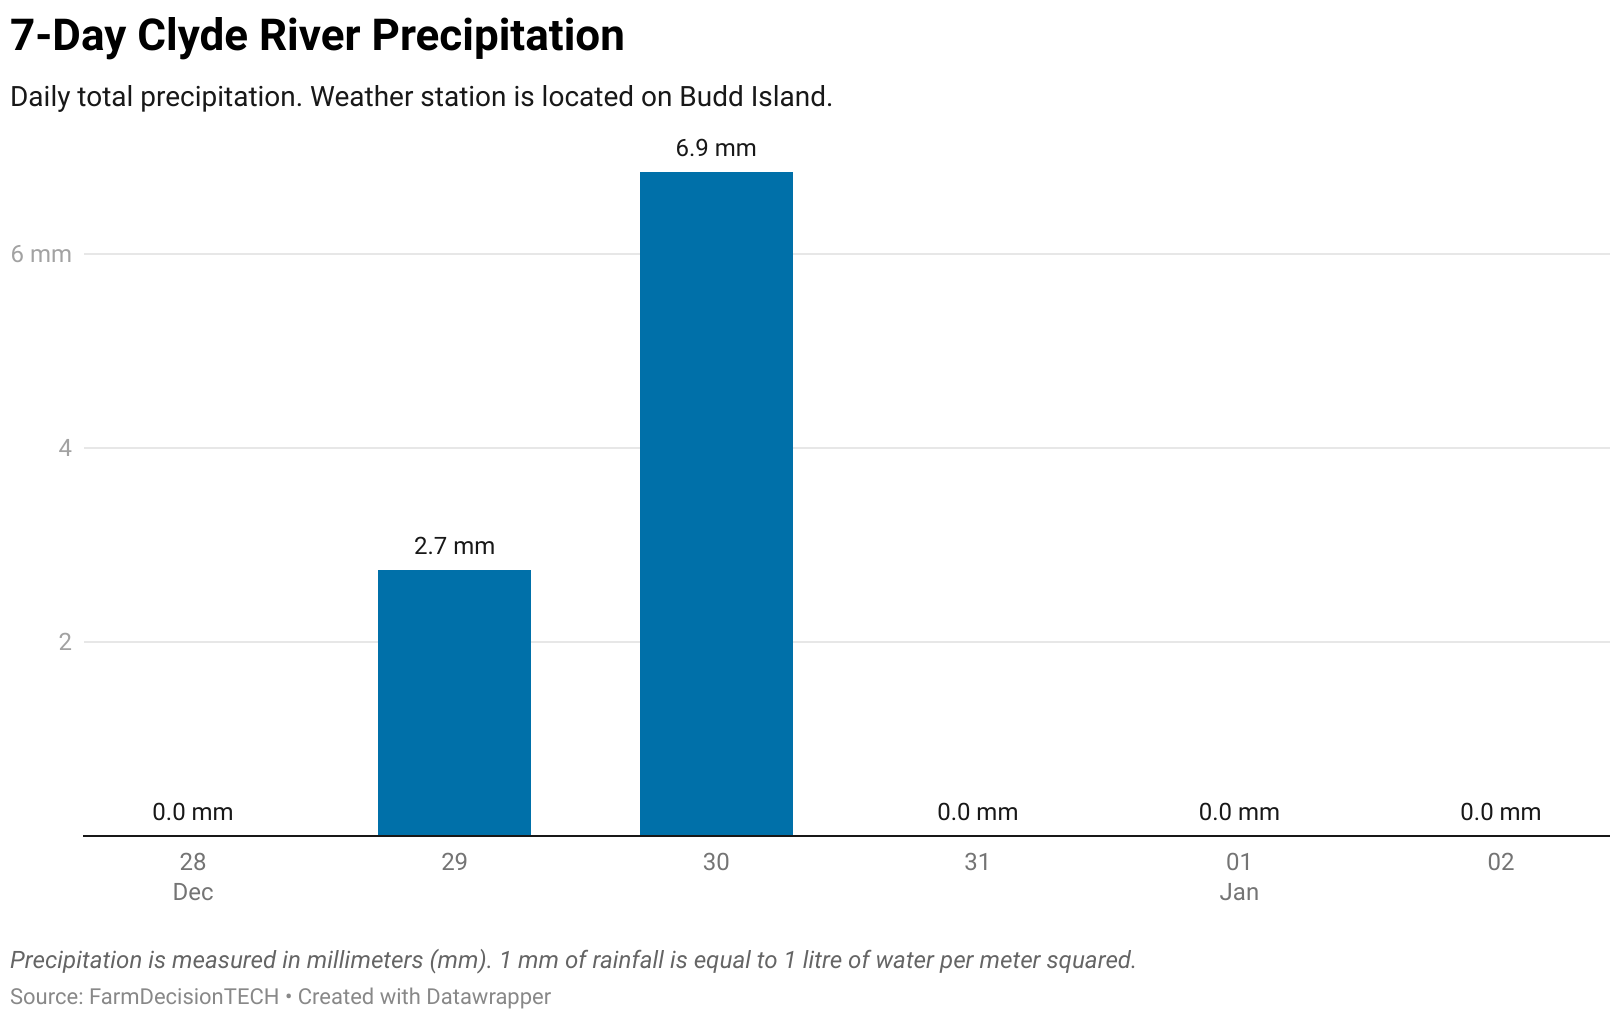 7-Day Clyde River Precipitation
Daily total precipitation. Weather station is located on Budd Island.
6.9 mm
6 mm
4
2.7 mm
2
0.0 mm
0.0 mm
0.0 mm
0.0 mm
28
29
30
31
01
02
Dec
Jan
Precipitation is measured in millimeters (mm). 1 mm of rainfall is equal to 1 litre of water per meter squared.
Source: FarmDecisionTECH • Created with Datawrapper